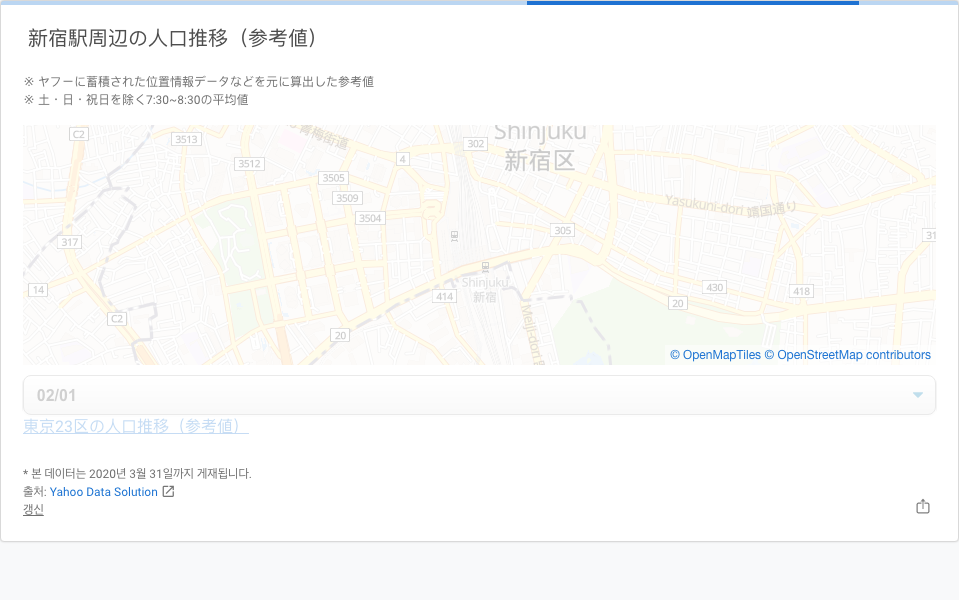 新宿駅周辺の人口推移（参考値）
※ ヤフーに蓄積された位置情報データなどを元に算出した参考値
※ 土・日・祝日を除く7:30~8:30の平均値
C2
3513
青梅街道
302
Shinjuku
新宿区
4
3512
3505
3509
Yasukuni-dori 靖国通り
3504
305
317
31
Shinjuku
新宿
14
414
430
418
20
C2
Meiji-dori
20
© OpenMapTiles © OpenStreetMap contributors
02/01
東京23区の人口推移（参考値）
* 본 데이터는 2020년 3월 31일까지 게재됩니다.
출처: Yahoo Data Solution
갱신